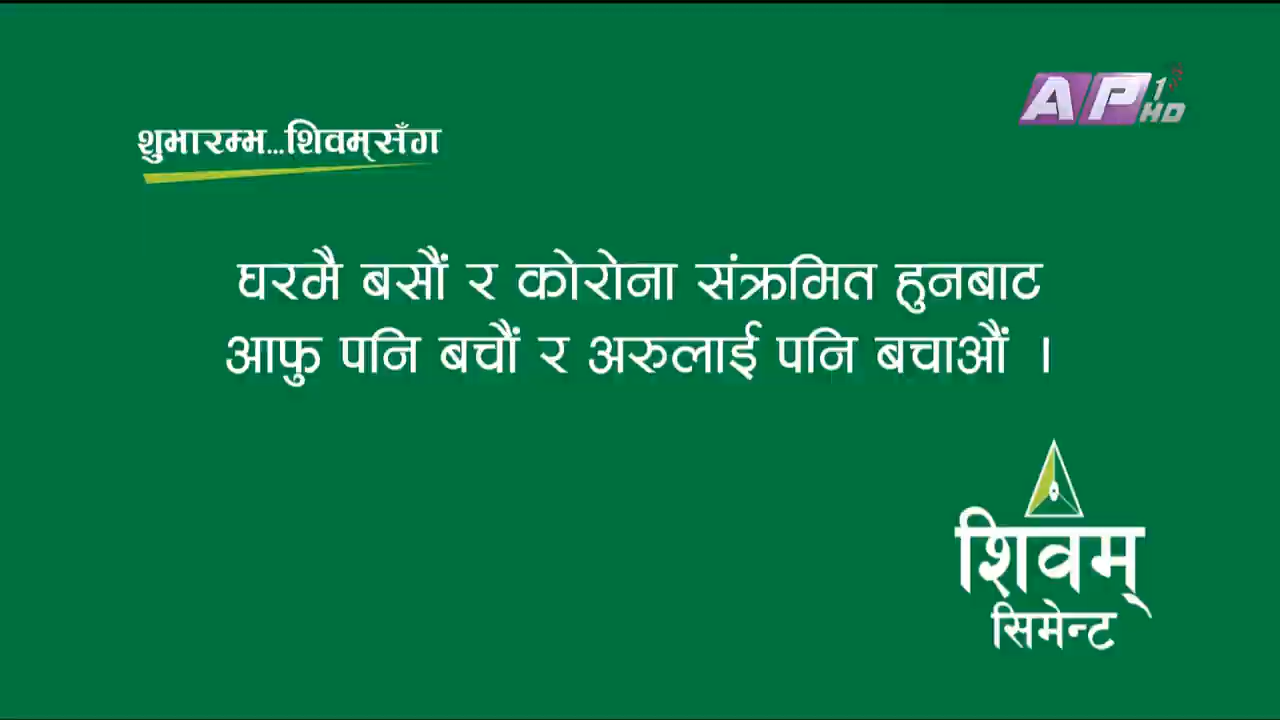 AP1 HD
शुभारम्भ...शिवम्सँग
घरमै बसौं र कोरोना संक्रमित हुनबाट
आफु पनि बचौं र अरुलाई पनि बचाऔं ।
शिवम्
सिमेन्ट